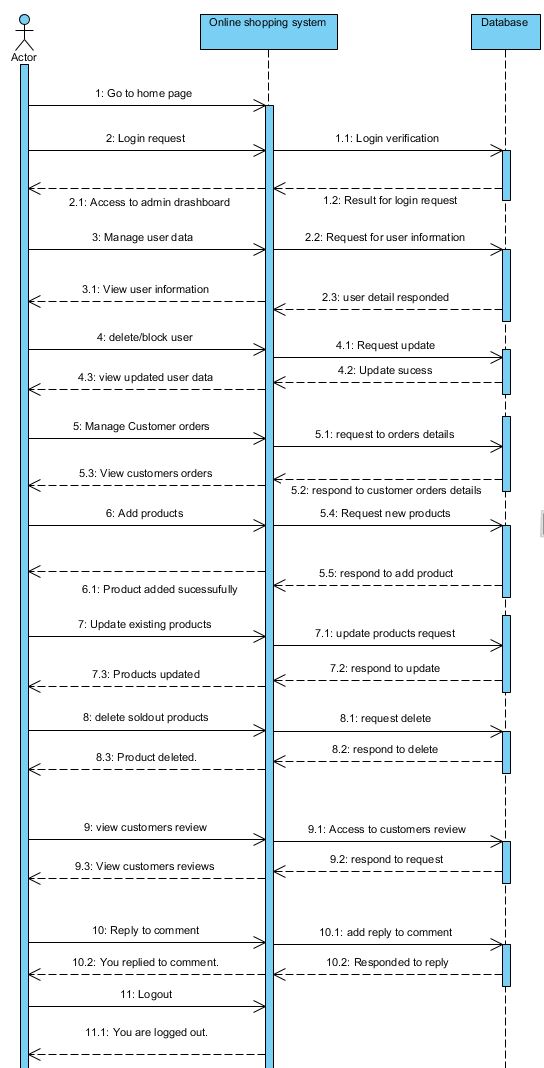 Online shopping system
Database
Actor
1: Go to home page
2: Login request
1.1: Login verification
2.1: Access to admin drashboard
1.2: Result for login request
3: Manage user data
2.2: Request for user information
3.1: View user information
2.3: user detail responded
4: delete/block user
4.1: Request update
4.3: view updated user data
4.2: Update sucess
5: Manage Customer orders
5.1: request to orders details
5.3: View customers orders
5.2: respond to customer orders details
6: Add products
5.4: Request new products
6.1: Product added sucessufully
5.5: respond to add product
7: Update existing products
7.1: update products request
7.3: Products updated
7.2: respond to update
8: delete soldout products
8.1: request delete
8.3: Product deleted.
8.2: respond to delete
9: view customers review
9.1: Access to customers review
9.3: View customers reviews
9.2: respond to request
10: Reply to comment
10.1: add reply to comment
10.2: You replied to comment.
10.2: Responded to reply
11: Logout
11.1: You are logged out.